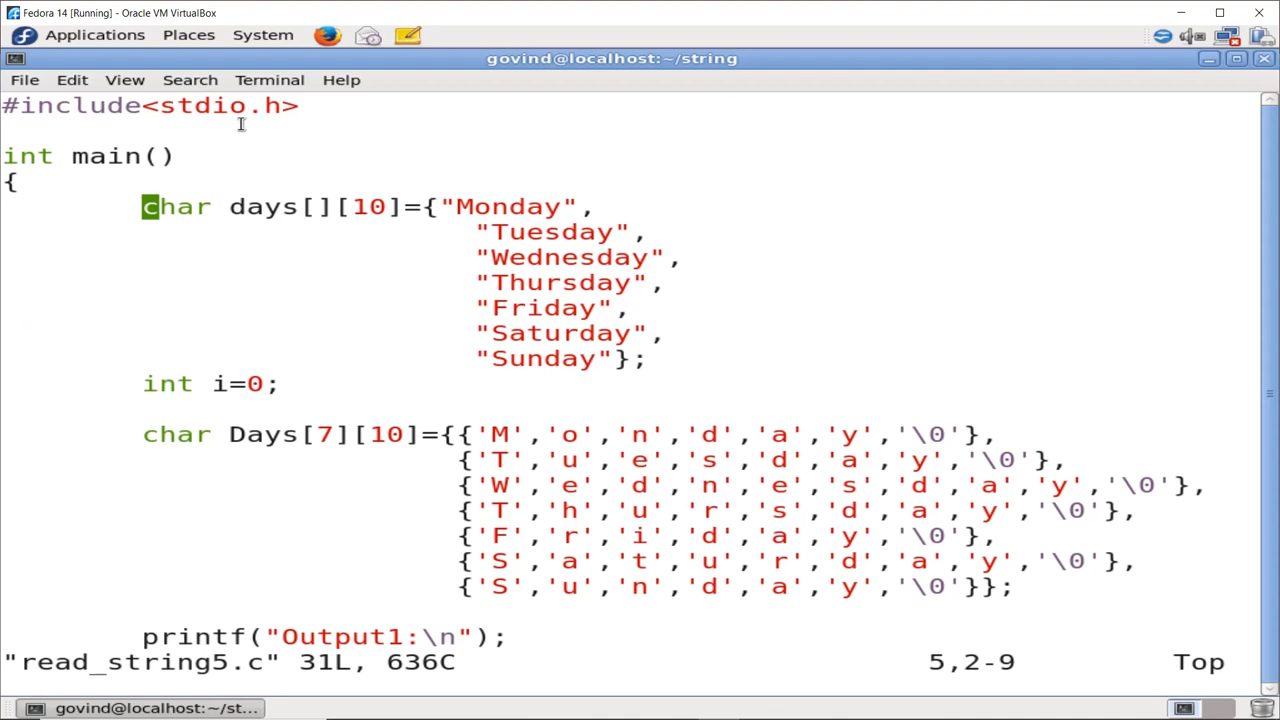 Fedora 14 [Running] - Oracle VM VirtualBox
Applications Places System
govind@localhost:~/string
File Edit View Search Terminal Help
#include<stdio.h>
int main()
{
char days[][10]={"Monday",
"Tuesday",
"Wednesday",
"Thursday",
"Friday",
"Saturday",
"Sunday"};
int i=0;
char Days[7][10]={{'M','o','n','d','a','y','\0'},
{'T','u','e','s','d','a','y','\0'},
{'W','e','d','n','e','s','d','a','y','\0'},
{'T','h','u','r','s','d','a','y','\0'},
{'F','r','i','d','a','y','\0'},
{'S','a','t','u','r','d','a','y','\0'},
{'S','u','n','d','a','y','\0'}};
printf("Output1:\n");
"read_string5.c" 31L, 636C 5,2-9 Top
govind@localhost:~/st...